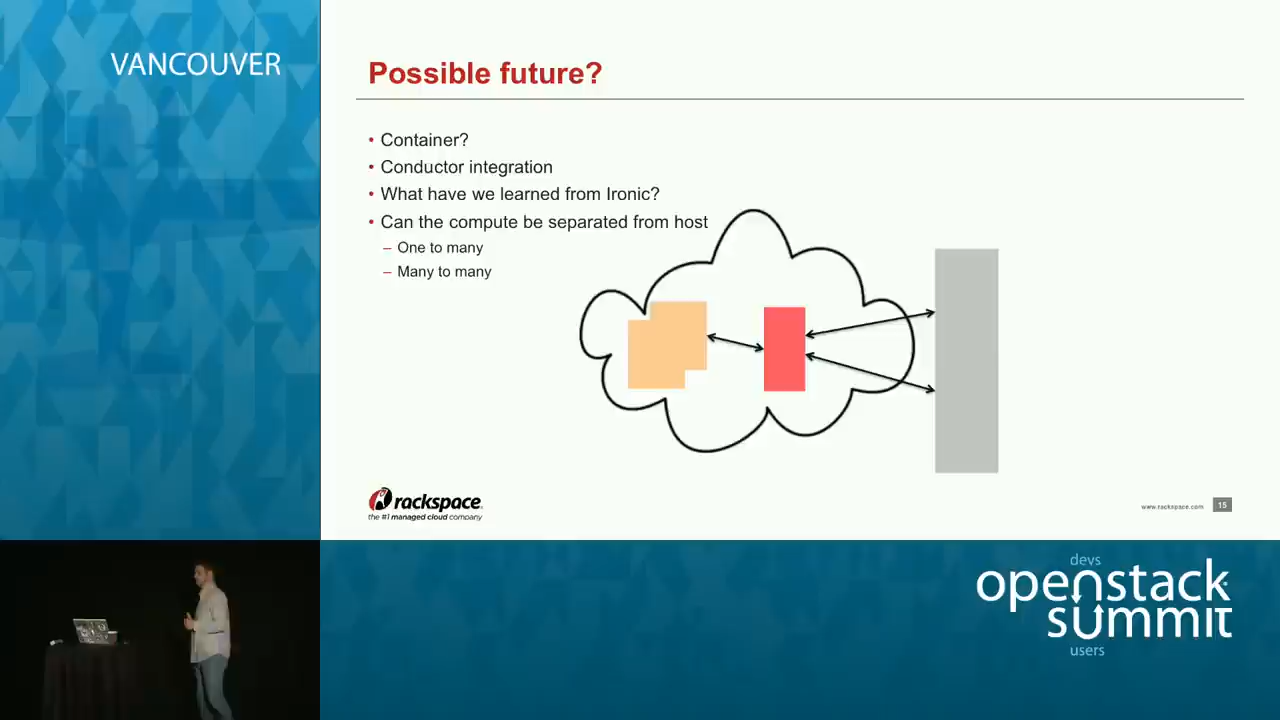 VANCOUVER
Possible future?
• Container?
• Conductor integration
• What have we learned from Ironic?
• Can the compute be separated from host
– One to many
– Many to many
rackspace
the #1 managed cloud company
www.rackspace.com
15
devs
openstack
summit
users